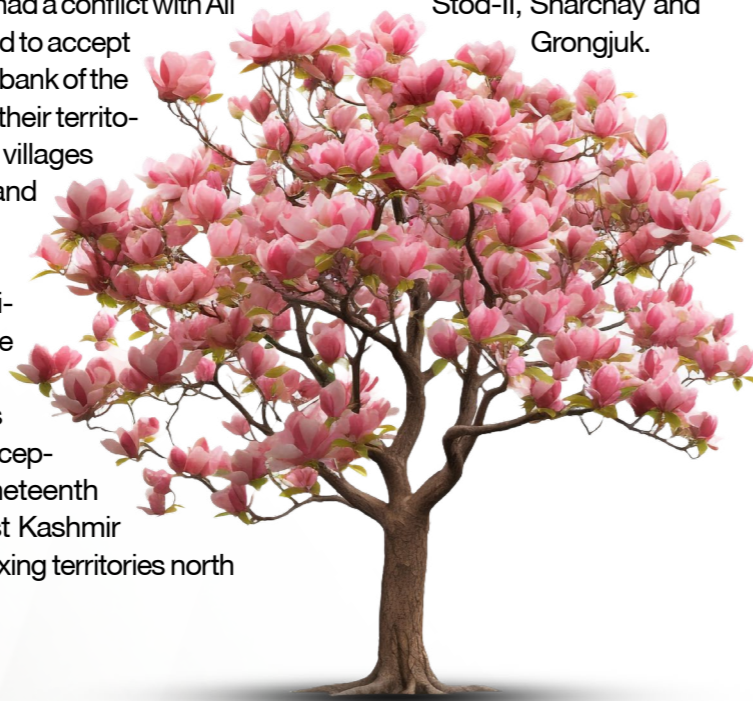 had a conflict with Ali
d to accept
bank of the
their territo-
villages
and
i-
e
s
cep-
neteenth
st Kashmir
xing territories north
Stod-II, Sharchay and
Grongjuk.